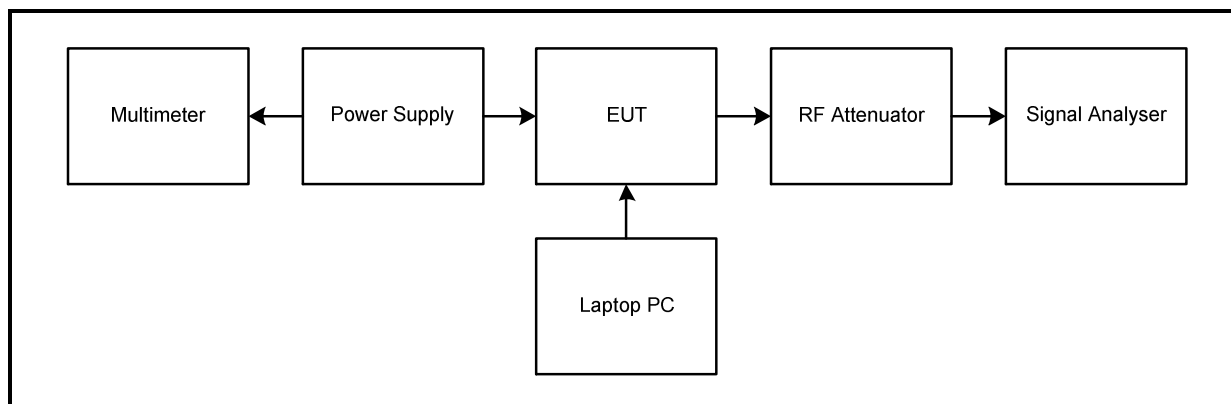 Multimeter
Power Supply
EUT
RF Attenuator
Signal Analyser
Laptop PC